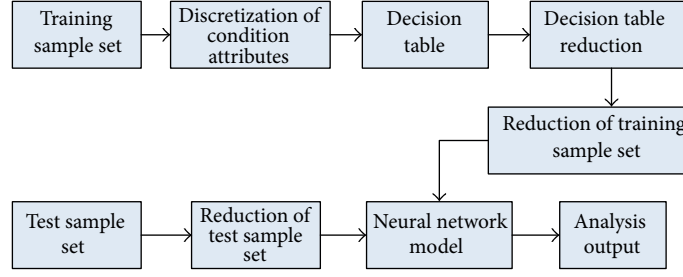 Training
sample set
Discretization of
condition
attributes
Decision
table
Decision table
reduction
Reduction of training
sample set
Test sample
set
Reduction of
test sample
set
Neural network
model
Analysis
output